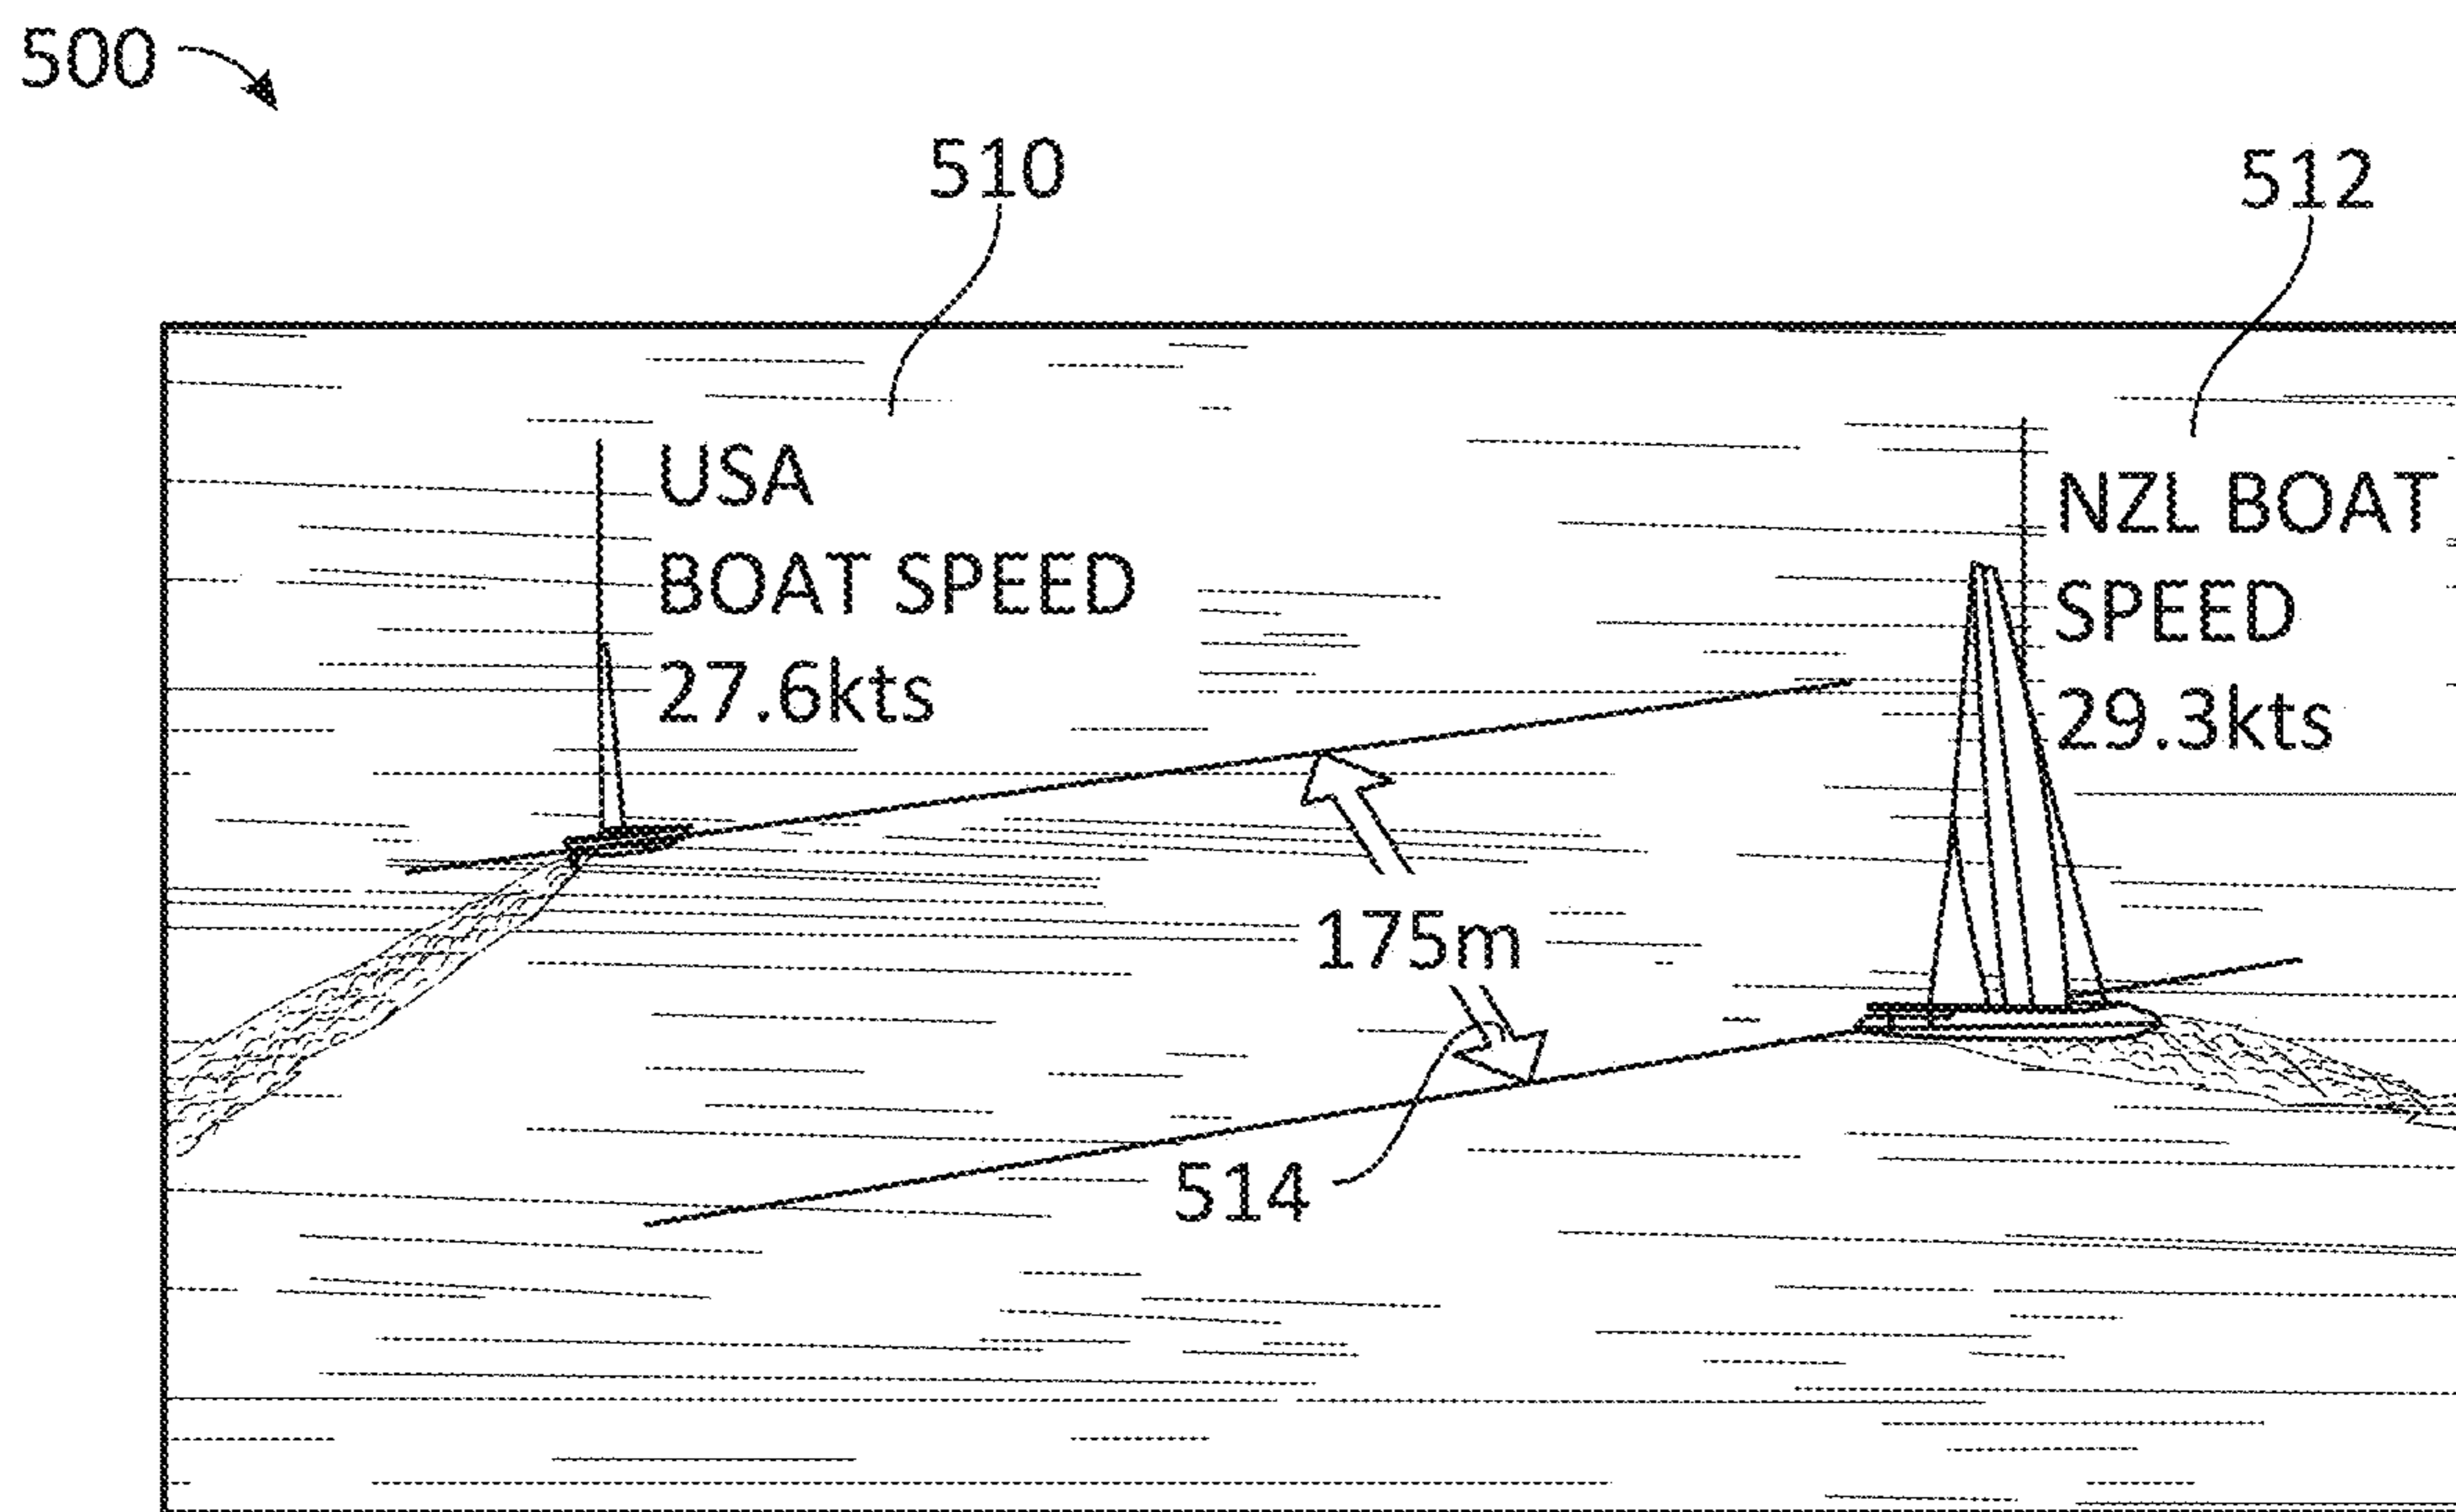 500
510
512
USA
BOAT SPEED
27.6kts
NZL BOAT
SPEED
29.3kts
175m
514